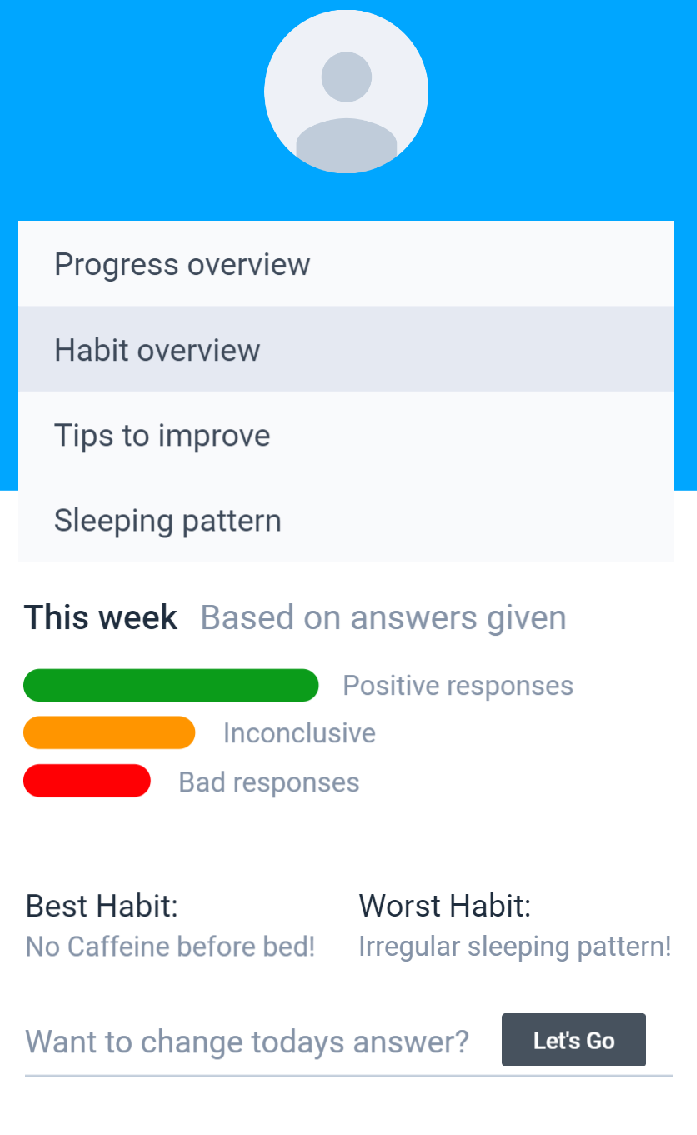 Progress overview
Habit overview
Tips to improve
Sleeping pattern
This week Based on answers given
Positive responses
Inconclusive
Bad responses
Best Habit:
No Caffeine before bed!
Worst Habit:
Irregular sleeping pattern!
Want to change todays answer? Let's Go